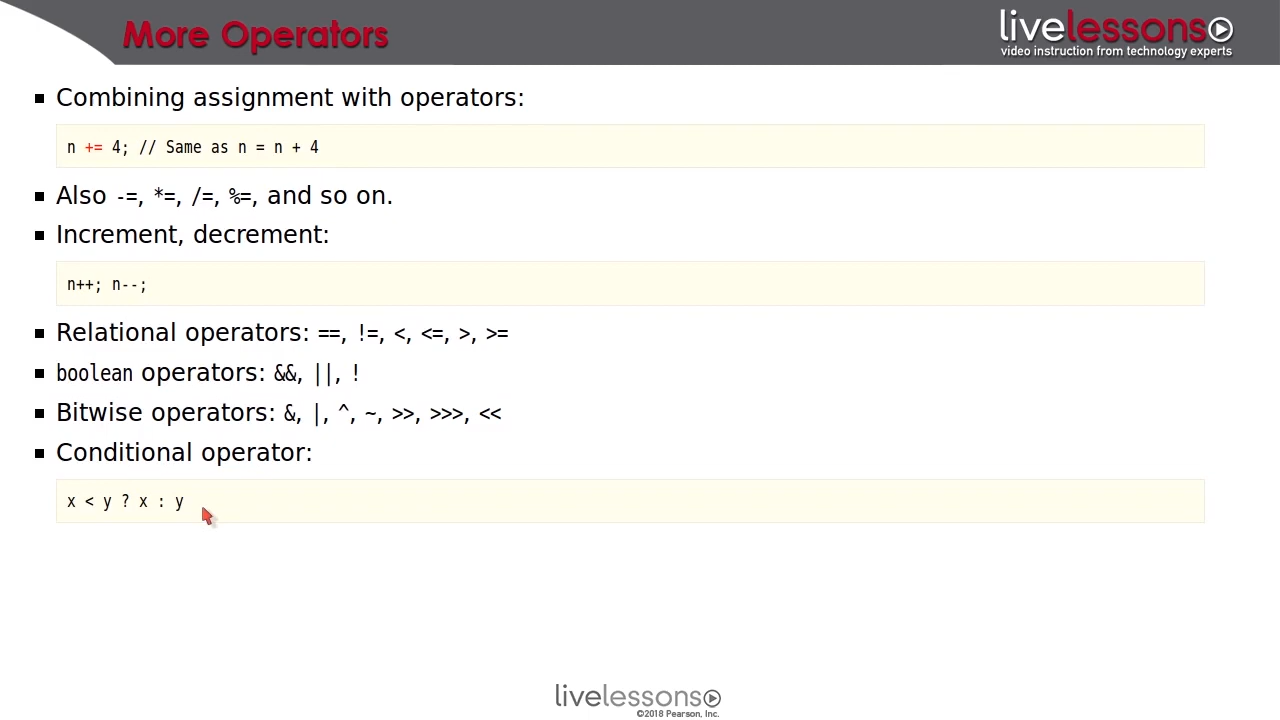 More Operators
livelessons
video instruction from technology experts
Combining assignment with operators:
n += 4; // Same as n = n + 4
Also -=, *=, /=, %=, and so on.
Increment, decrement:
n++; n--;
Relational operators: ==, !=, <, <=, >, >=
boolean operators: &&, ||, !
Bitwise operators: &, |, ^, ~, >>, >>>, <<
Conditional operator:
x < y ? x : y
livelessons
©2018 Pearson, Inc.